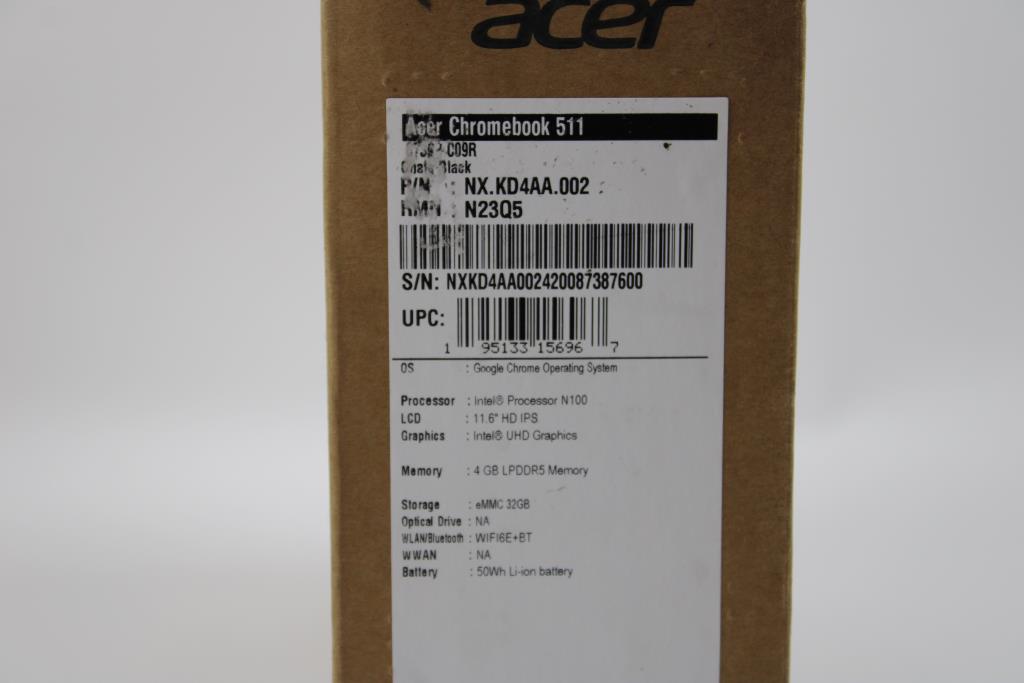 acer
Acer Chromebook 511
C09R
Black
P/N : NX.KD4AA.002
RMN : N23Q5
S/N: NXKD4AA002420087387600
UPC:
1 95133 15696 7
OS : Google Chrome Operating System
Processor : Intel® Processor N100
LCD : 11.6" HD IPS
Graphics : Intel® UHD Graphics
Memory : 4 GB LPDDR5 Memory
Storage : eMMC 32GB
Optical Drive : NA
WLAN/Bluetooth : WIFI6E+BT
WWAN : NA
Battery : 50Wh Li-ion battery